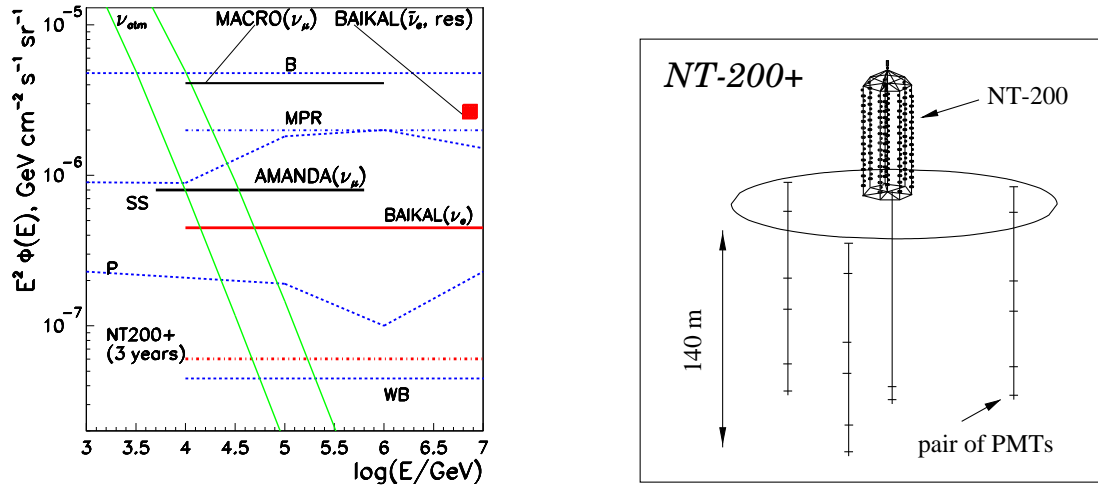 10⁻⁵
10⁻⁶
10⁻⁷
E² Φ(E), GeV cm⁻² s⁻¹ sr⁻¹
ν_atm
MACRO(ν_μ)
BAIKAL(ν̄_e, res)
B
MPR
AMANDA(ν_μ)
SS
BAIKAL(ν_e)
P
NT200+
(3 years)
WB
3 3.5 4 4.5 5 5.5 6 6.5 7
log(E/GeV)
NT-200+
NT-200
140 m
pair of PMTs